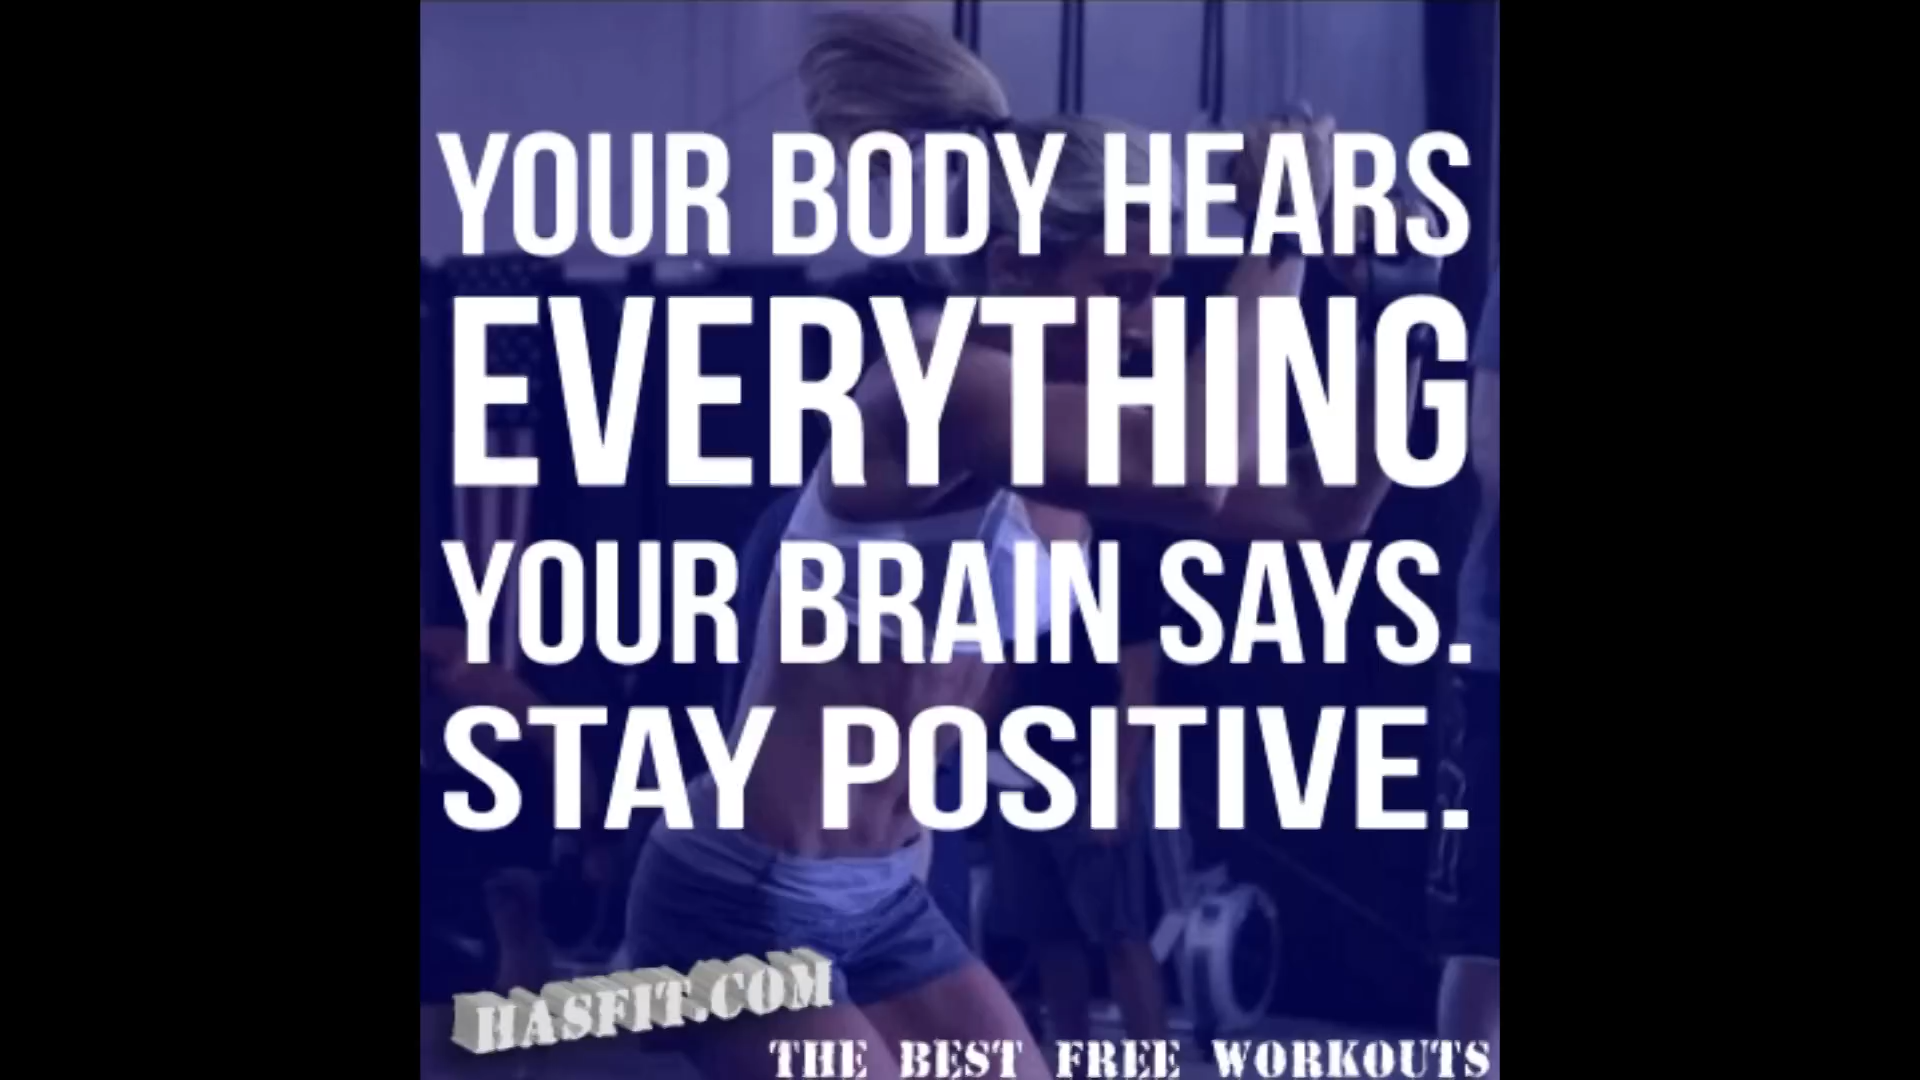 YOUR BODY HEARS
EVERYTHING
YOUR BRAIN SAYS.
STAY POSITIVE.
HASFIT.COM
THE BEST FREE WORKOUTS